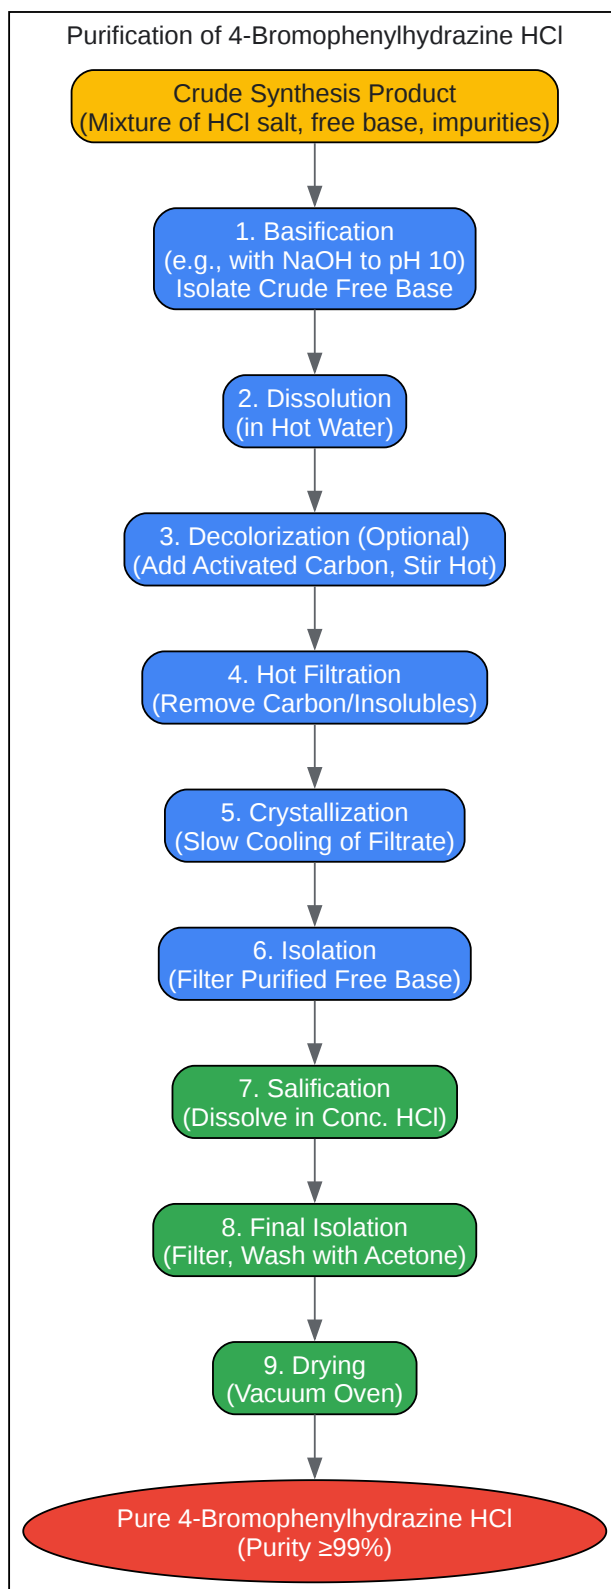 Purification of 4-Bromophenylhydrazine HCl
Crude Synthesis Product
(Mixture of HCl salt, free base, impurities)
1. Basification
(e.g., with NaOH to pH 10)
Isolate Crude Free Base
2. Dissolution
(in Hot Water)
3. Decolorization (Optional)
(Add Activated Carbon, Stir Hot)
4. Hot Filtration
(Remove Carbon/Insolubles)
5. Crystallization
(Slow Cooling of Filtrate)
6. Isolation
(Filter Purified Free Base)
7. Salification
(Dissolve in Conc. HCl)
8. Final Isolation
(Filter, Wash with Acetone)
9. Drying
(Vacuum Oven)
Pure 4-Bromophenylhydrazine HCl
(Purity ≥99%)